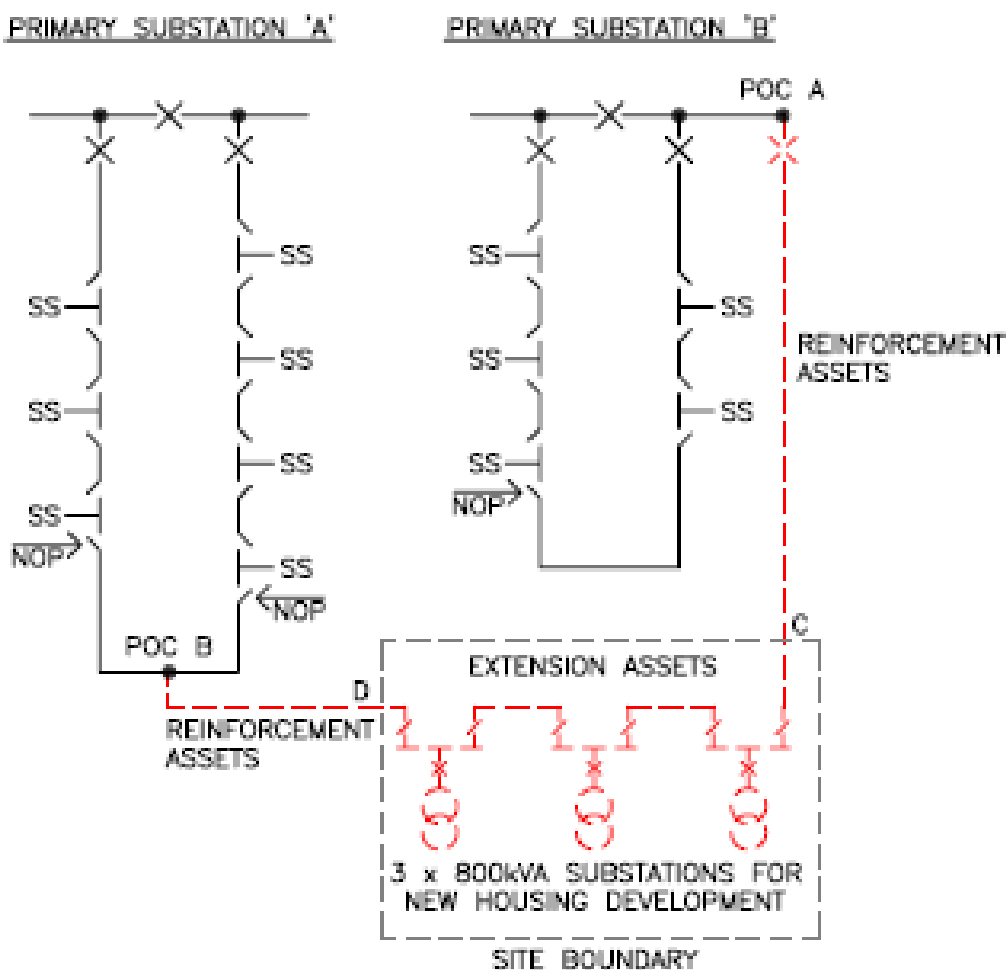 PRIMARY SUBSTATION 'A'
PRIMARY SUBSTATION 'B'
POC A
SS
SS
SS
SS
SS
SS
SS
NOP
NOP
POC B
SS
SS
SS
SS
SS
NOP
REINFORCEMENT
ASSETS
C
D
EXTENSION ASSETS
REINFORCEMENT
ASSETS
3 x 800kVA SUBSTATIONS FOR
NEW HOUSING DEVELOPMENT
SITE BOUNDARY